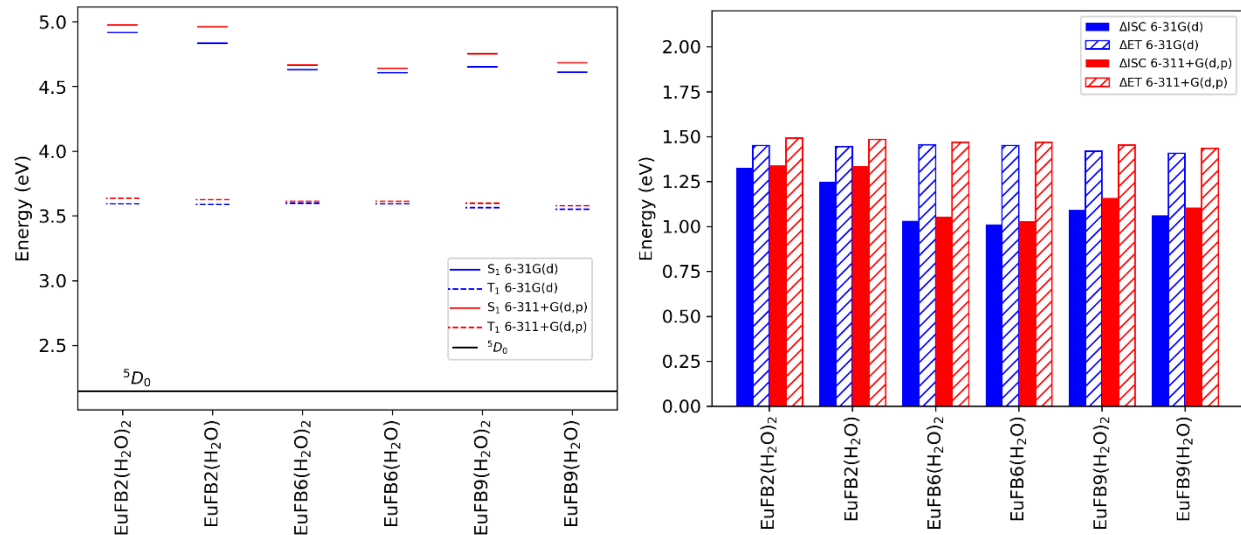 5.0
4.5
4.0
3.5
3.0
2.5
Energy (eV)
S₁ 6-31G(d)
T₁ 6-31G(d)
S₁ 6-311+G(d,p)
T₁ 6-311+G(d,p)
⁵D₀
⁵D₀
EuFB2(H₂O)₂
EuFB2(H₂O)
EuFB6(H₂O)₂
EuFB6(H₂O)
EuFB9(H₂O)₂
EuFB9(H₂O)
2.00
1.75
1.50
1.25
1.00
0.75
0.50
0.25
0.00
Energy (eV)
ΔISC 6-31G(d)
ΔET 6-31G(d)
ΔISC 6-311+G(d,p)
ΔET 6-311+G(d,p)
EuFB2(H₂O)₂
EuFB2(H₂O)
EuFB6(H₂O)₂
EuFB6(H₂O)
EuFB9(H₂O)₂
EuFB9(H₂O)